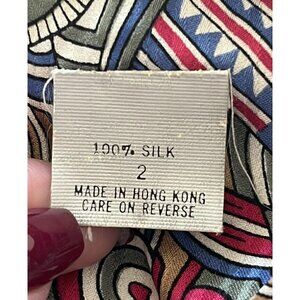 100% SILK
2
MADE IN HONG KONG
CARE ON REVERSE